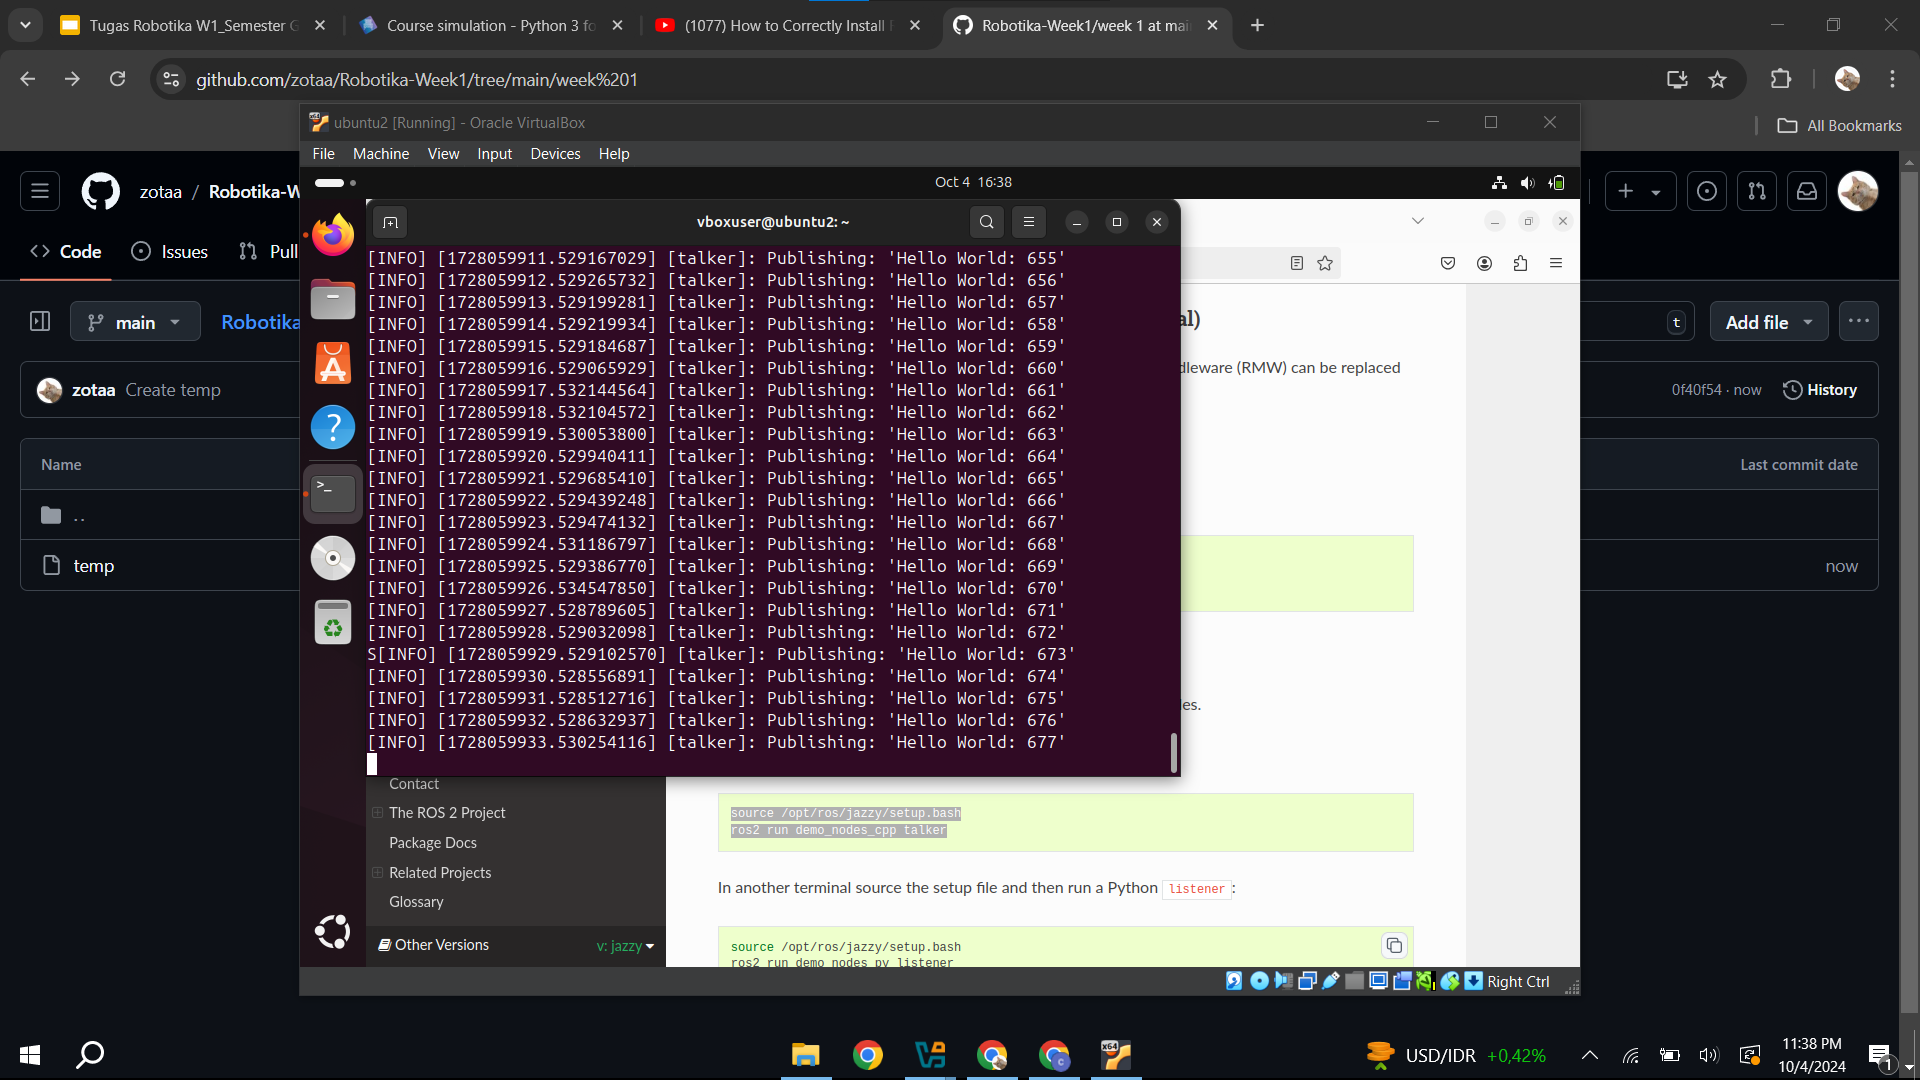 Tugas Robotika W1_Semester G
Course simulation - Python 3 fo
(1077) How to Correctly Install
Robotika-Week1/week 1 at mai
github.com/zotaa/Robotika-Week1/tree/main/week%201
All Bookmarks
ubuntu2 [Running] - Oracle VirtualBox
File Machine View Input Devices Help
Oct 4 16:38
zotaa / Robotika-W
Code
Issues
Pull
main
Robotika
t
Add file
zotaa Create temp
0f40f54 · now
History
Name
Last commit date
..
temp
now
vboxuser@ubuntu2: ~
[INFO] [1728059911.529167029] [talker]: Publishing: 'Hello World: 655'
[INFO] [1728059912.529265732] [talker]: Publishing: 'Hello World: 656'
[INFO] [1728059913.529199281] [talker]: Publishing: 'Hello World: 657'
[INFO] [1728059914.529219934] [talker]: Publishing: 'Hello World: 658'
[INFO] [1728059915.529184687] [talker]: Publishing: 'Hello World: 659'
[INFO] [1728059916.529065929] [talker]: Publishing: 'Hello World: 660'
[INFO] [1728059917.532144564] [talker]: Publishing: 'Hello World: 661'
[INFO] [1728059918.532104572] [talker]: Publishing: 'Hello World: 662'
[INFO] [1728059919.530053800] [talker]: Publishing: 'Hello World: 663'
[INFO] [1728059920.529940411] [talker]: Publishing: 'Hello World: 664'
[INFO] [1728059921.529685410] [talker]: Publishing: 'Hello World: 665'
[INFO] [1728059922.529439248] [talker]: Publishing: 'Hello World: 666'
[INFO] [1728059923.529474132] [talker]: Publishing: 'Hello World: 667'
[INFO] [1728059924.531186797] [talker]: Publishing: 'Hello World: 668'
[INFO] [1728059925.529386770] [talker]: Publishing: 'Hello World: 669'
[INFO] [1728059926.534547850] [talker]: Publishing: 'Hello World: 670'
[INFO] [1728059927.528789605] [talker]: Publishing: 'Hello World: 671'
[INFO] [1728059928.529032098] [talker]: Publishing: 'Hello World: 672'
S[INFO] [1728059929.529102570] [talker]: Publishing: 'Hello World: 673'
[INFO] [1728059930.528556891] [talker]: Publishing: 'Hello World: 674'
[INFO] [1728059931.528512716] [talker]: Publishing: 'Hello World: 675'
[INFO] [1728059932.528632937] [talker]: Publishing: 'Hello World: 676'
[INFO] [1728059933.530254116] [talker]: Publishing: 'Hello World: 677'
al)
dleware (RMW) can be replaced
les.
Contact
The ROS 2 Project
Package Docs
Related Projects
Glossary
Other Versions v: jazzy
source /opt/ros/jazzy/setup.bash
ros2 run demo_nodes_cpp talker
In another terminal source the setup file and then run a Python listener:
source /opt/ros/jazzy/setup.bash
ros2 run demo_nodes_py listener
Right Ctrl
USD/IDR +0,42%
11:38 PM
10/4/2024
1